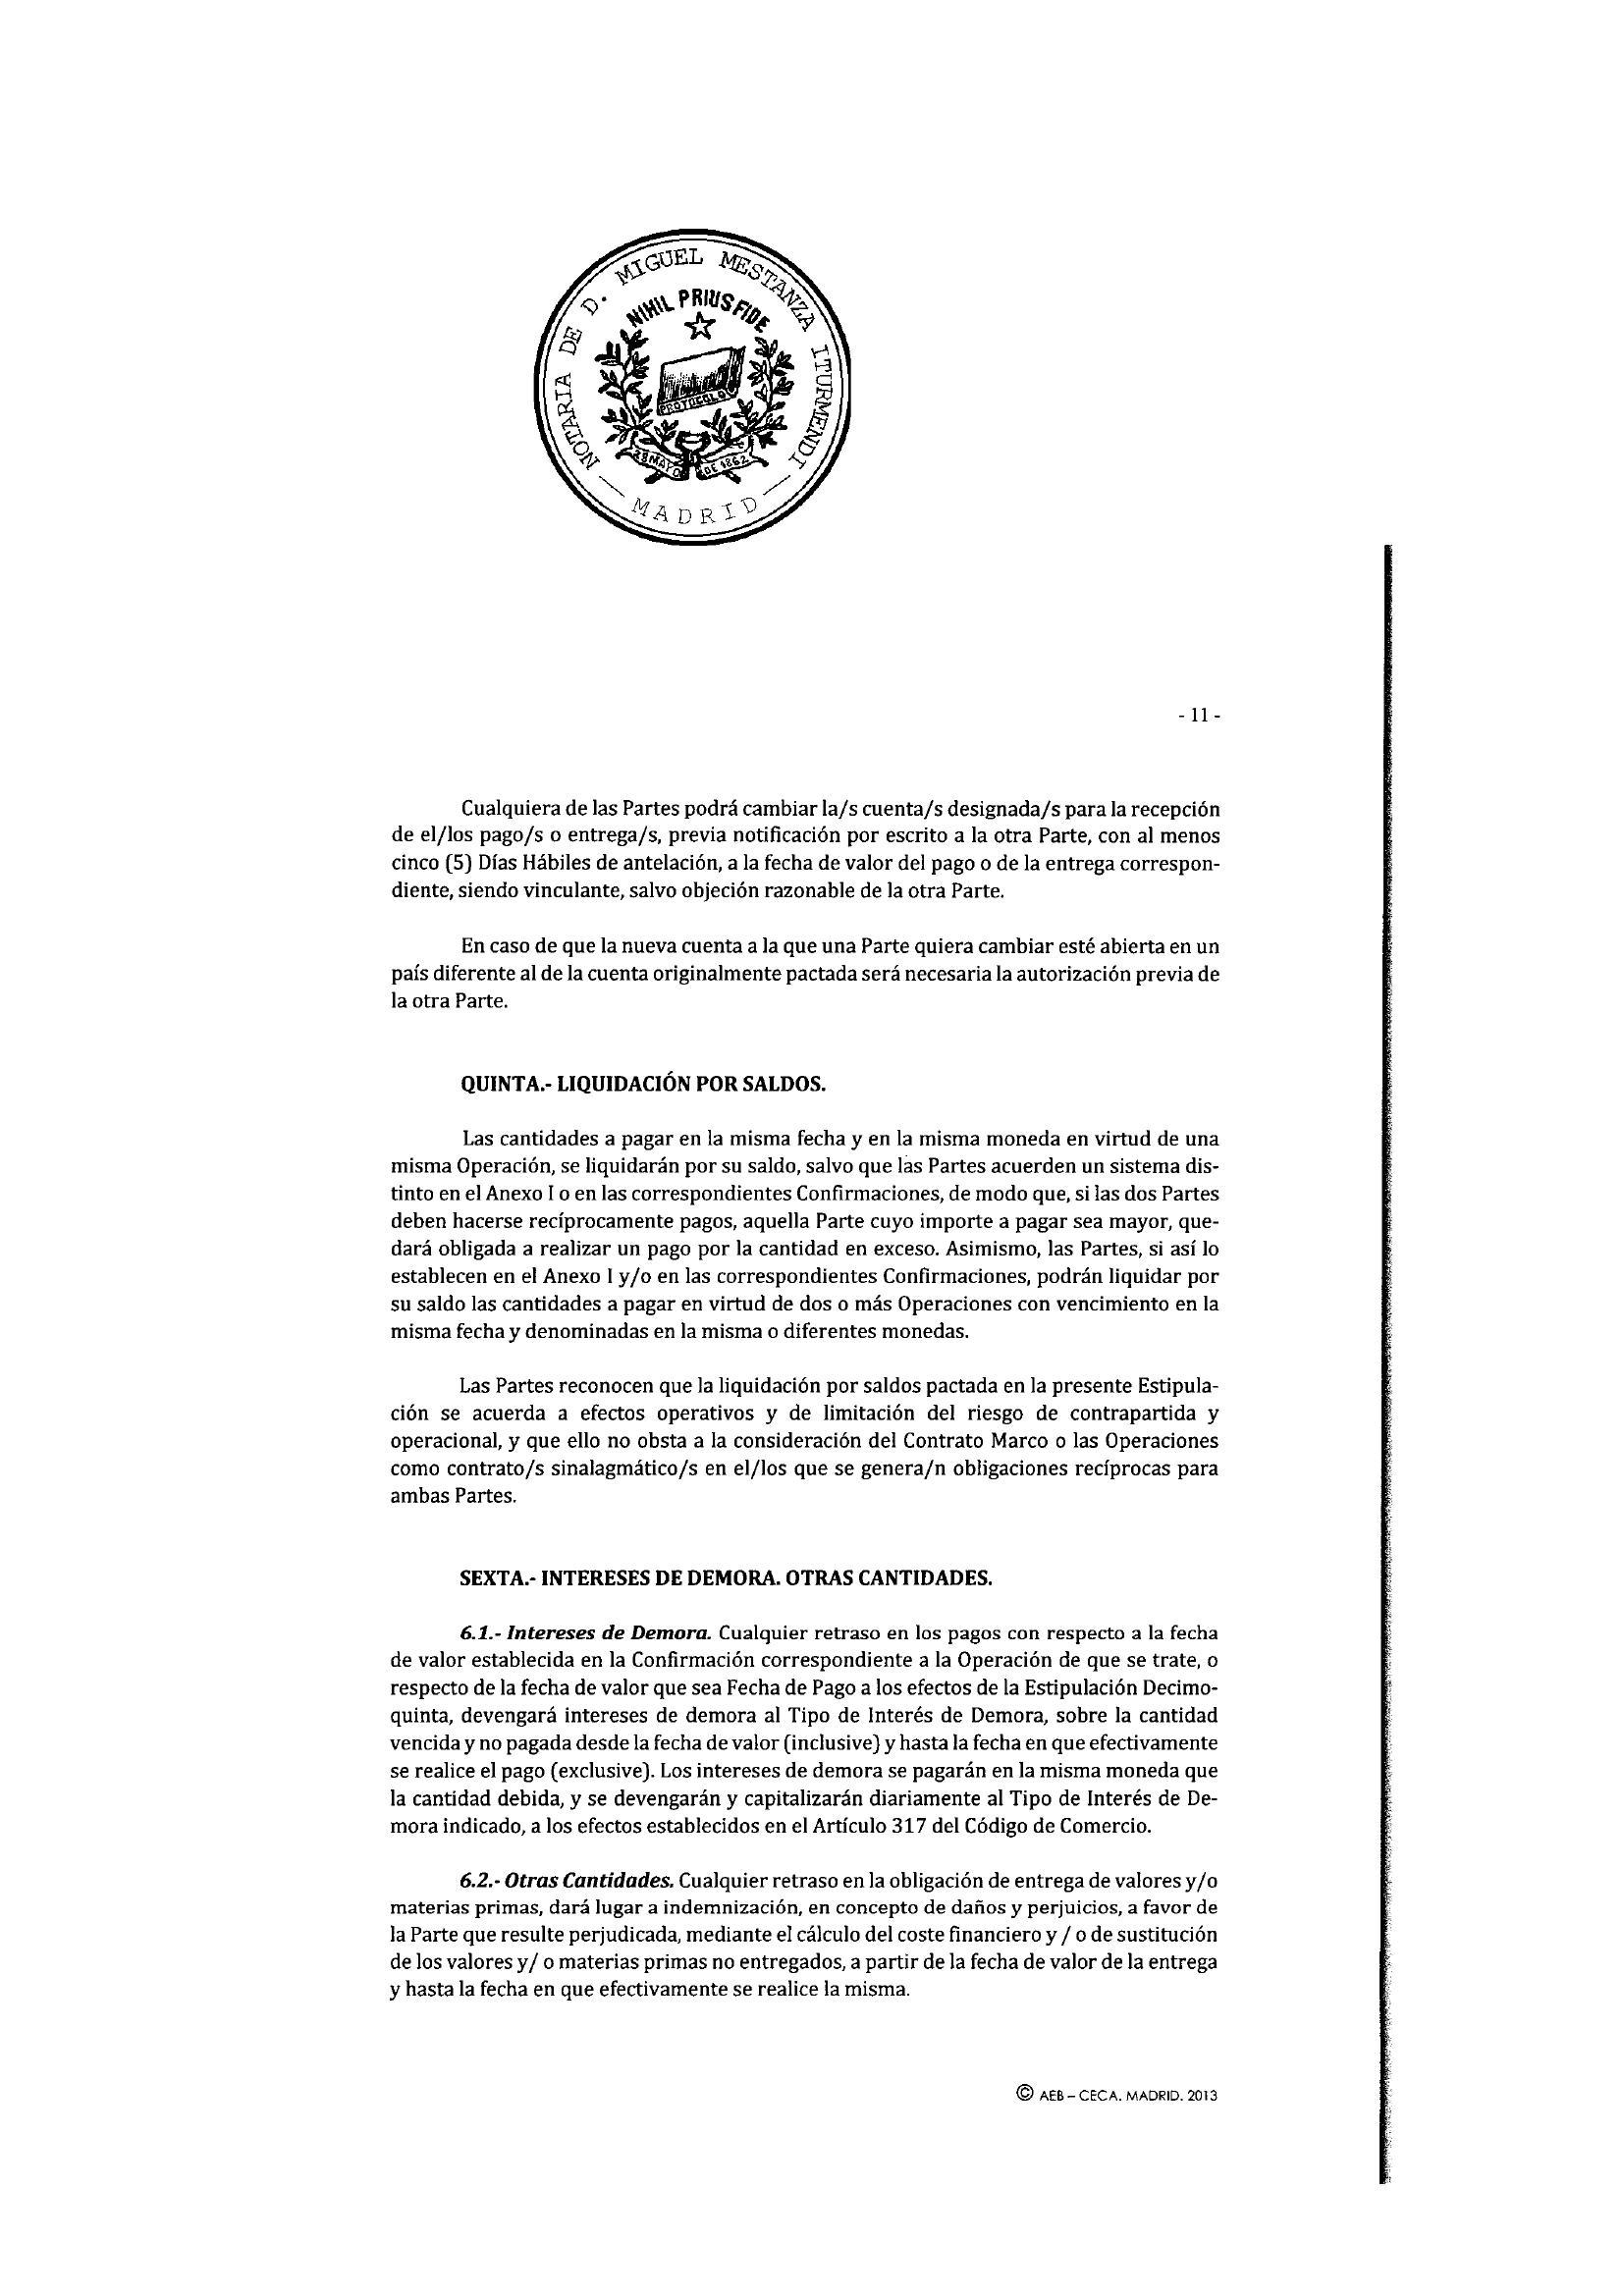 NOTARIA DE D. MIGUEL MESTANZA ITURMENDI
— MADRID —
NIHIL PRIUS FIDE
PROTOCOLO
28 MAYO DE 1862
- 11 -
Cualquiera de las Partes podrá cambiar la/s cuenta/s designada/s para la recepción
de el/los pago/s o entrega/s, previa notificación por escrito a la otra Parte, con al menos
cinco (5) Días Hábiles de antelación, a la fecha de valor del pago o de la entrega correspon-
diente, siendo vinculante, salvo objeción razonable de la otra Parte.
En caso de que la nueva cuenta a la que una Parte quiera cambiar esté abierta en un
país diferente al de la cuenta originalmente pactada será necesaria la autorización previa de
la otra Parte.
QUINTA.- LIQUIDACIÓN POR SALDOS.
Las cantidades a pagar en la misma fecha y en la misma moneda en virtud de una
misma Operación, se liquidarán por su saldo, salvo que las Partes acuerden un sistema dis-
tinto en el Anexo I o en las correspondientes Confirmaciones, de modo que, si las dos Partes
deben hacerse recíprocamente pagos, aquella Parte cuyo importe a pagar sea mayor, que-
dará obligada a realizar un pago por la cantidad en exceso. Asimismo, las Partes, si así lo
establecen en el Anexo I y/o en las correspondientes Confirmaciones, podrán liquidar por
su saldo las cantidades a pagar en virtud de dos o más Operaciones con vencimiento en la
misma fecha y denominadas en la misma o diferentes monedas.
Las Partes reconocen que la liquidación por saldos pactada en la presente Estipula-
ción se acuerda a efectos operativos y de limitación del riesgo de contrapartida y
operacional, y que ello no obsta a la consideración del Contrato Marco o las Operaciones
como contrato/s sinalagmático/s en el/los que se genera/n obligaciones recíprocas para
ambas Partes.
SEXTA.- INTERESES DE DEMORA. OTRAS CANTIDADES.
6.1.- Intereses de Demora. Cualquier retraso en los pagos con respecto a la fecha
de valor establecida en la Confirmación correspondiente a la Operación de que se trate, o
respecto de la fecha de valor que sea Fecha de Pago a los efectos de la Estipulación Decimo-
quinta, devengará intereses de demora al Tipo de Interés de Demora, sobre la cantidad
vencida y no pagada desde la fecha de valor (inclusive) y hasta la fecha en que efectivamente
se realice el pago (exclusive). Los intereses de demora se pagarán en la misma moneda que
la cantidad debida, y se devengarán y capitalizarán diariamente al Tipo de Interés de De-
mora indicado, a los efectos establecidos en el Artículo 317 del Código de Comercio.
6.2.- Otras Cantidades. Cualquier retraso en la obligación de entrega de valores y/o
materias primas, dará lugar a indemnización, en concepto de daños y perjuicios, a favor de
la Parte que resulte perjudicada, mediante el cálculo del coste financiero y / o de sustitución
de los valores y/ o materias primas no entregados, a partir de la fecha de valor de la entrega
y hasta la fecha en que efectivamente se realice la misma.
© AEB – CECA. MADRID. 2013